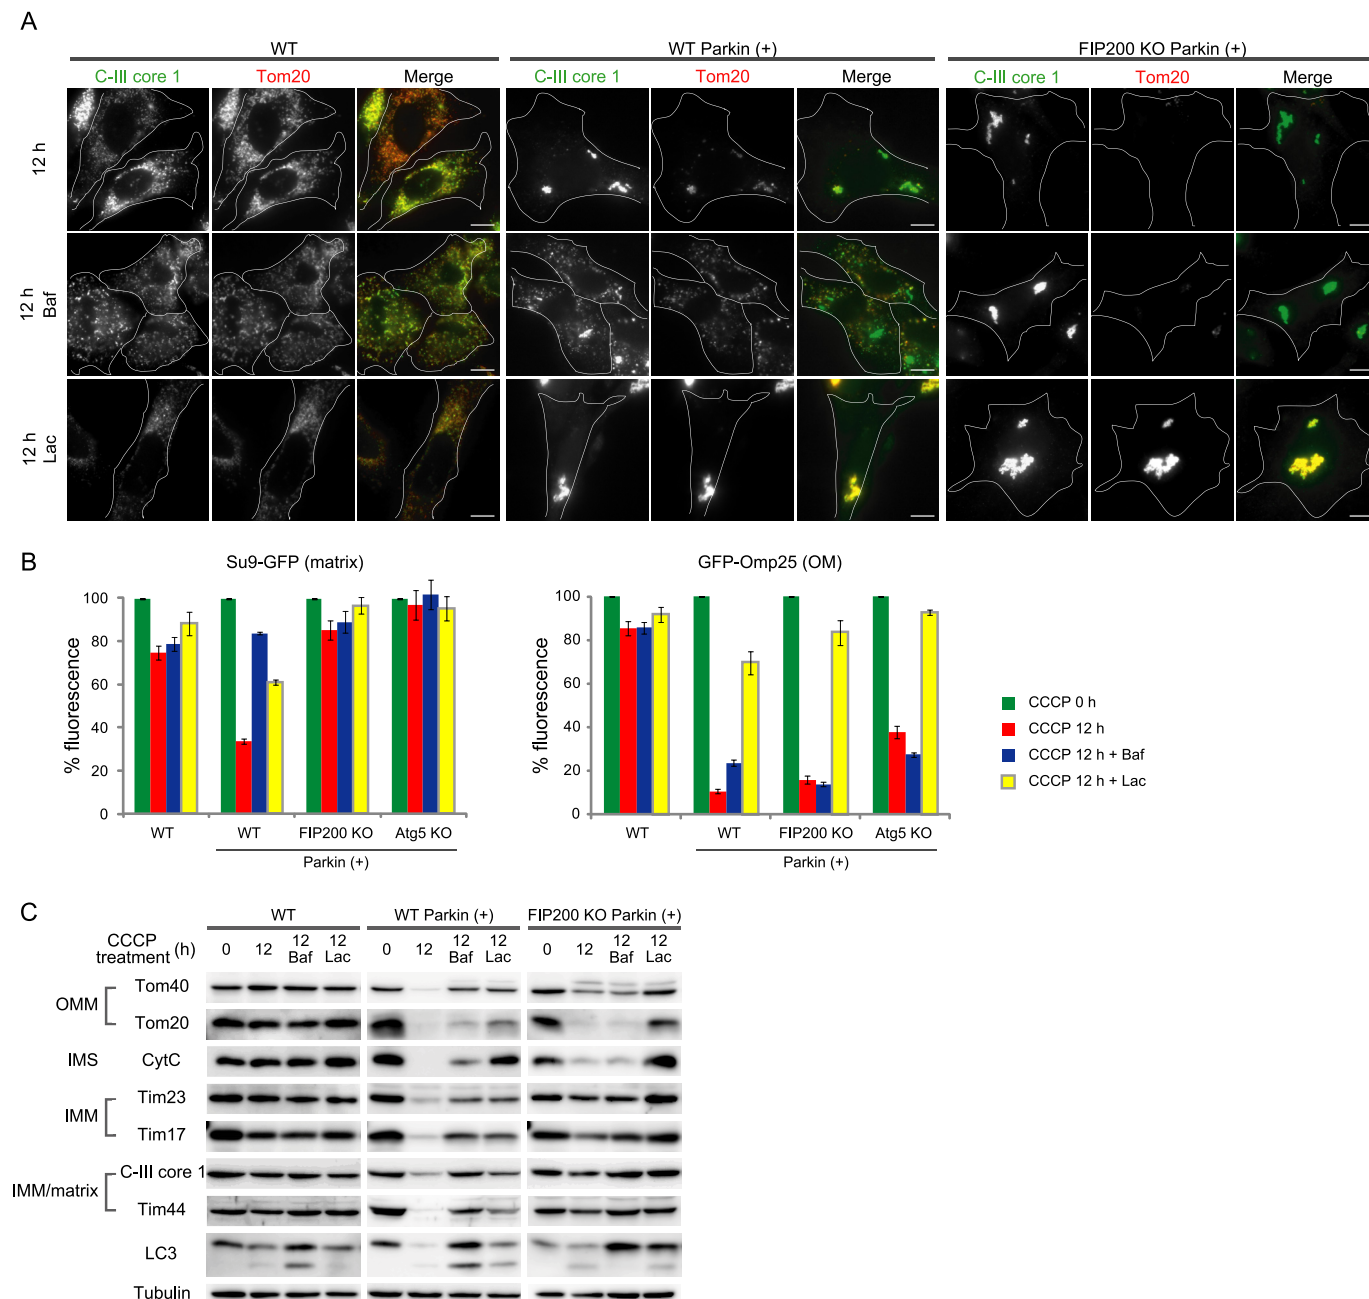 A
WT
WT Parkin (+)
FIP200 KO Parkin (+)
C-III core 1 Tom20 Merge C-III core 1 Tom20 Merge C-III core 1 Tom20 Merge
12 h
12 h
Baf
12 h
Lac
B
Su9-GFP (matrix)
% fluorescence
100
80
60
40
20
0
WT WT FIP200 KO Atg5 KO
Parkin (+)
GFP-Omp25 (OM)
% fluorescence
100
80
60
40
20
0
WT WT FIP200 KO Atg5 KO
Parkin (+)
CCCP 0 h
CCCP 12 h
CCCP 12 h + Baf
CCCP 12 h + Lac
C
WT WT Parkin (+) FIP200 KO Parkin (+)
CCCP treatment (h) 0 12 12 Baf 12 Lac 0 12 12 Baf 12 Lac 0 12 12 Baf 12 Lac
OMM
Tom40
Tom20
IMS CytC
IMM
Tim23
Tim17
IMM/matrix
C-III core 1
Tim44
LC3
Tubulin